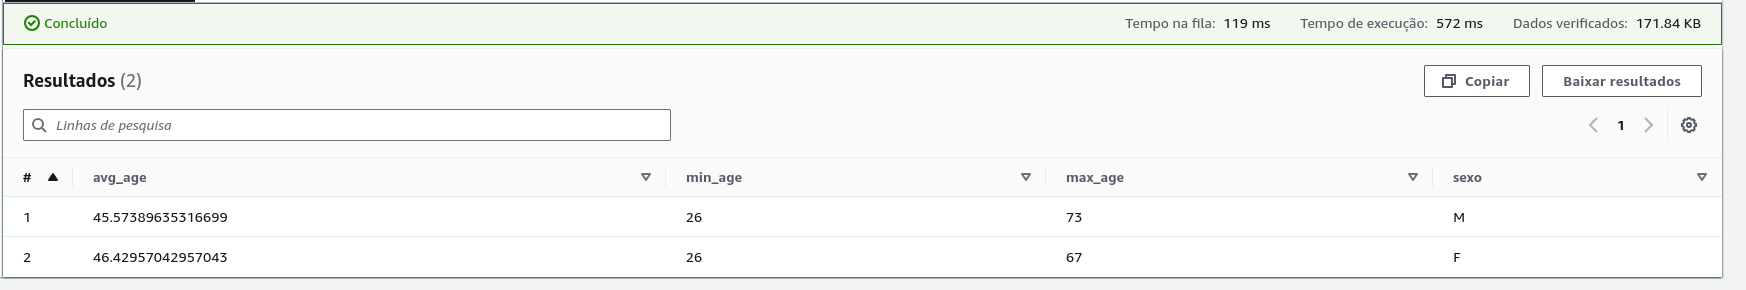 Concluído Tempo na fila: 119 ms Tempo de execução: 572 ms Dados verificados: 171.84 KB
Resultados (2) Copiar Baixar resultados
Linhas de pesquisa 1
# avg_age min_age max_age sexo
1 45.57389635316699 26 73 M
2 46.42957042957043 26 67 F